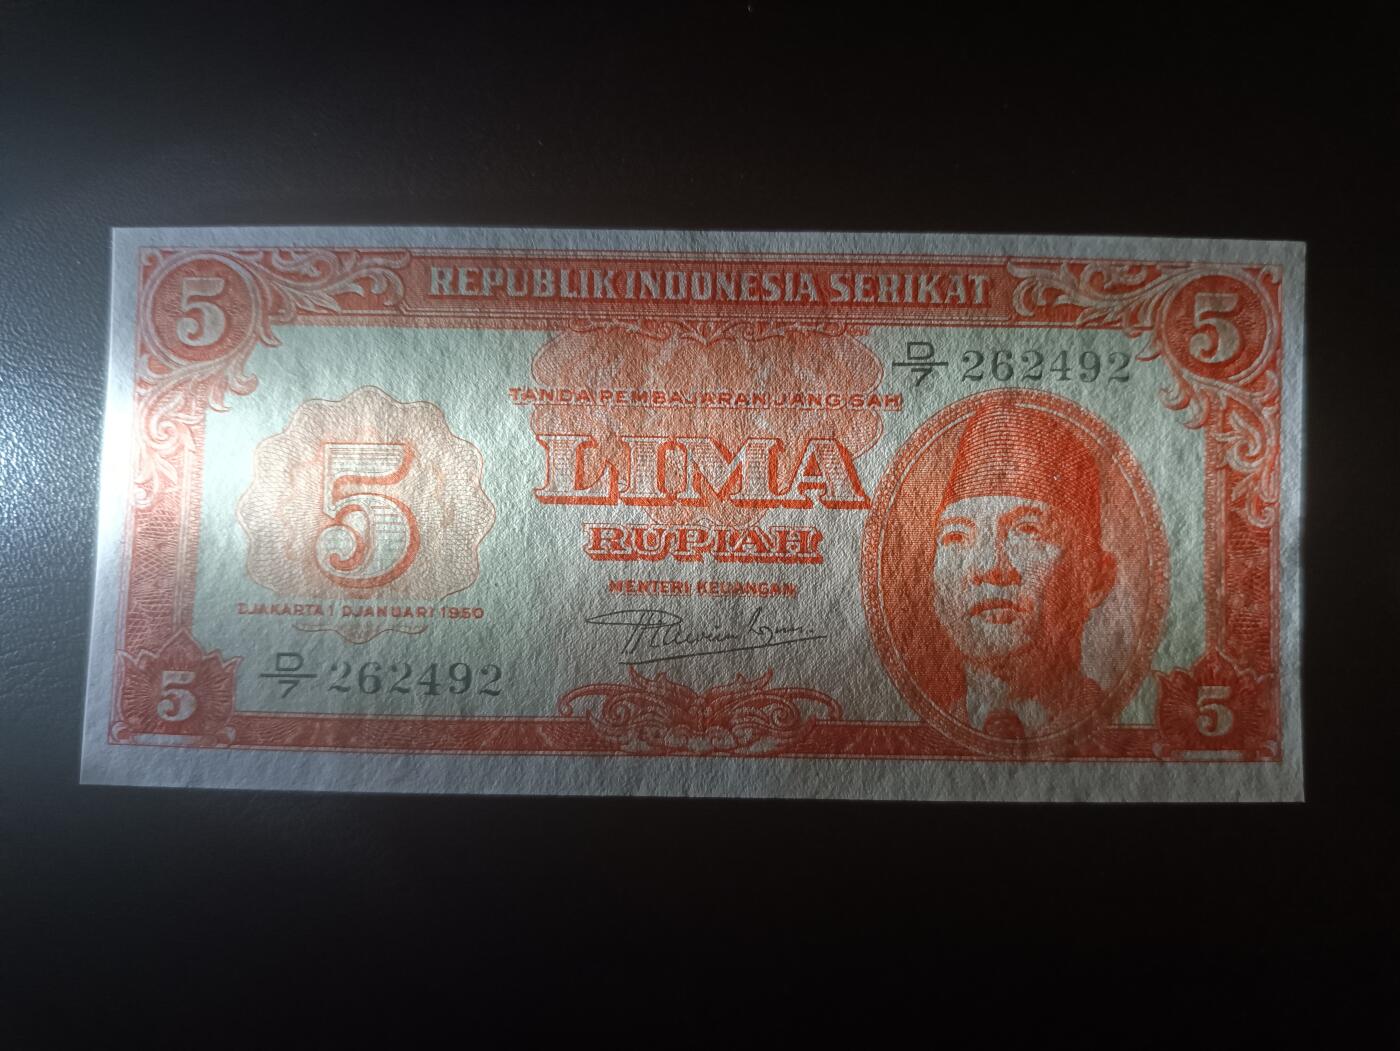 5
REPUBLIK INDONESIA SERIKAT
5
D/7 262492
TANDA PEMBAJARAN JANG SAH
LIMA
RUPIAH
5
MENTERI KEUANGAN
DJAKARTA 1 DJANUARI 1950
D/7 262492
5
5